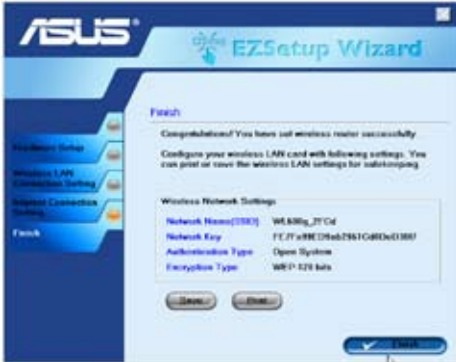 ASUS
EZSetup Wizard
Finish
Congratulations! You have set wireless router successfully
Configure your wireless LAN card with following settings. You
can print or save the wireless LAN settings for safekeeping
Hardware Setup
Wireless LAN
Connection Setting
Internet Connection
Setting
Finish
Wireless Network Settings
Network Name(SSID)
Network Key
Authentication Type Open System
Encryption Type WEP-128 bits
Save
Print
Finish